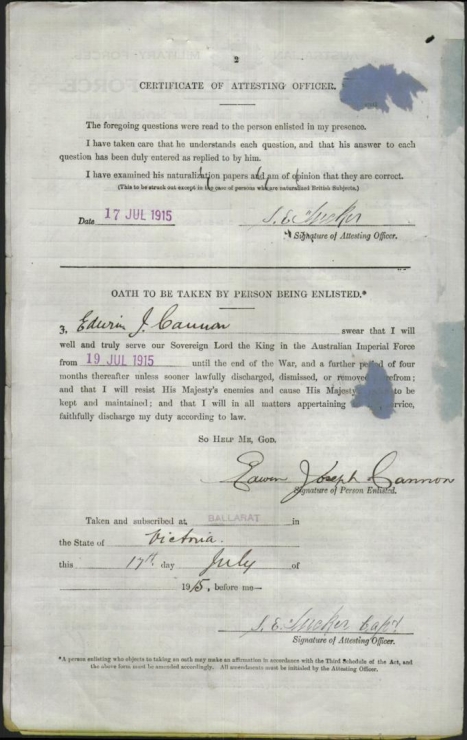 2
CERTIFICATE OF ATTESTING OFFICER.
The foregoing questions were read to the person enlisted in my presence.
I have taken care that he understands each question, and that his answer to each
question has been duly entered as replied to by him.
I have examined his naturalization papers and am of opinion that they are correct.
(This to be struck out except in the case of persons who are naturalized British Subjects.)
Date 17 JUL 1915
S. E. Tucker
Signature of Attesting Officer.
OATH TO BE TAKEN BY PERSON BEING ENLISTED.*
3, Edwin J. Cannon swear that I will
well and truly serve our Sovereign Lord the King in the Australian Imperial Force
from 19 JUL 1915 until the end of the War, and a further period of four
months thereafter unless sooner lawfully discharged, dismissed, or removed
and that I will resist His Majesty's enemies and cause His Majesty's to be
kept and maintained; and that I will in all matters appertaining
faithfully discharge my duty according to law.
SO HELP ME, GOD.
Edwin Joseph Cannon
Signature of Person Enlisted.
Taken and subscribed at BALLARAT in
the State of Victoria.
this 17th day July of
1915, before me—
S. E. Tucker Capt
Signature of Attesting Officer.
*A person enlisting who objects to taking an oath may make an affirmation in accordance with the Third Schedule of the Act, and
the above form must be amended accordingly. All amendments must be initialed by the Attesting Officer.